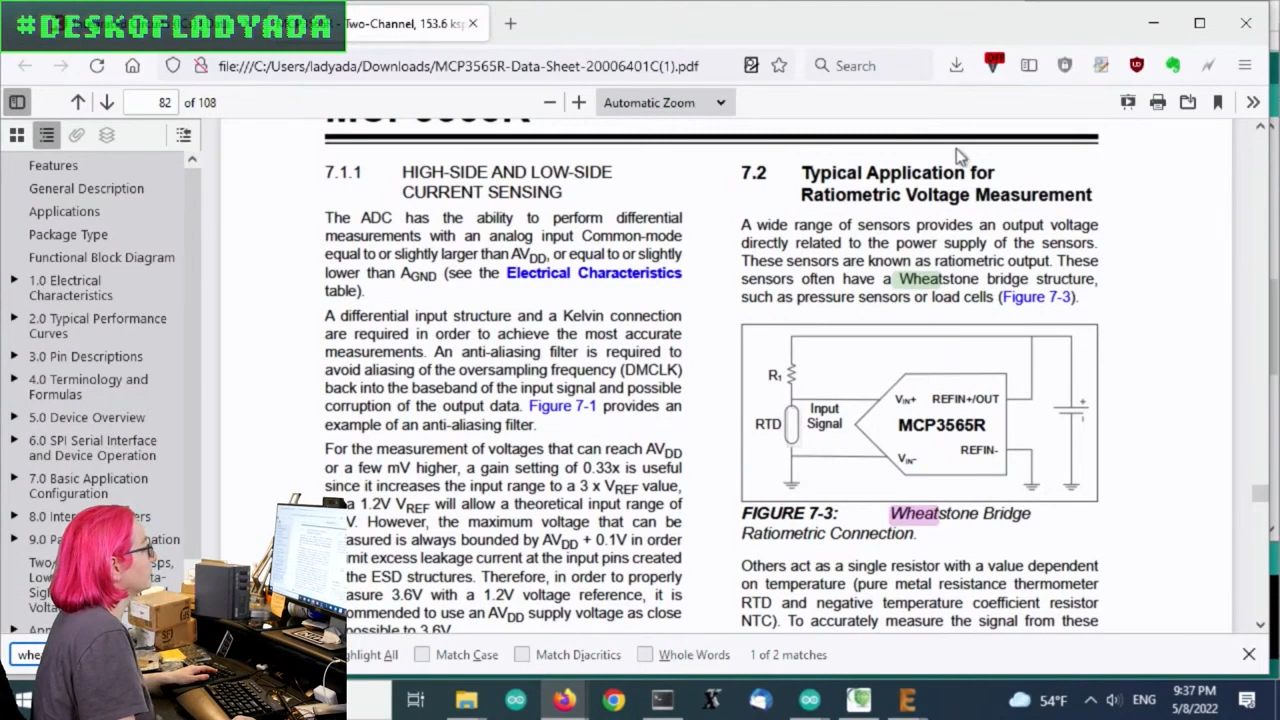 #DESKOFLADYADA
- Two-Channel, 153.6 ksp
file:///C:/Users/ladyada/Downloads/MCP3565R-Data-Sheet-20006401C(1).pdf
Search
82 of 108
Automatic Zoom
Features
General Description
Applications
Package Type
Functional Block Diagram
1.0 Electrical
Characteristics
2.0 Typical Performance
Curves
3.0 Pin Descriptions
4.0 Terminology and
Formulas
5.0 Device Overview
6.0 SPI Serial Interface
and Device Operation
7.0 Basic Application
Configuration
8.0
9.0
7.1.1 HIGH-SIDE AND LOW-SIDE
CURRENT SENSING
The ADC has the ability to perform differential
measurements with an analog input Common-mode
equal to or slightly larger than AVDD, or equal to or slightly
lower than AGND (see the Electrical Characteristics
table).
A differential input structure and a Kelvin connection
are required in order to achieve the most accurate
measurements. An anti-aliasing filter is required to
avoid aliasing of the oversampling frequency (DMCLK)
back into the baseband of the input signal and possible
corruption of the output data. Figure 7-1 provides an
example of an anti-aliasing filter.
For the measurement of voltages that can reach AVDD
or a few mV higher, a gain setting of 0.33x is useful
since it increases the input range to a 3 x VREF value,
a 1.2V VREF will allow a theoretical input range of
V. However, the maximum voltage that can be
asured is always bounded by AVDD + 0.1V in order
mit excess leakage current at the input pins created
the ESD structures. Therefore, in order to properly
asure 3.6V with a 1.2V voltage reference, it is
ommended to use an AVDD supply voltage as close
possible to 3.6V.
7.2 Typical Application for
Ratiometric Voltage Measurement
A wide range of sensors provides an output voltage
directly related to the power supply of the sensors.
These sensors are known as ratiometric output. These
sensors often have a Wheatstone bridge structure,
such as pressure sensors or load cells (Figure 7-3).
R1
RTD
Input
Signal
VIN+ REFIN+/OUT
MCP3565R
REFIN-
VIN-
FIGURE 7-3: Wheatstone Bridge
Ratiometric Connection.
Others act as a single resistor with a value dependent
on temperature (pure metal resistance thermometer
RTD and negative temperature coefficient resistor
NTC). To accurately measure the signal from these
whe
ghlight All Match Case Match Diacritics Whole Words 1 of 2 matches
54°F
ENG
9:37 PM
5/8/2022